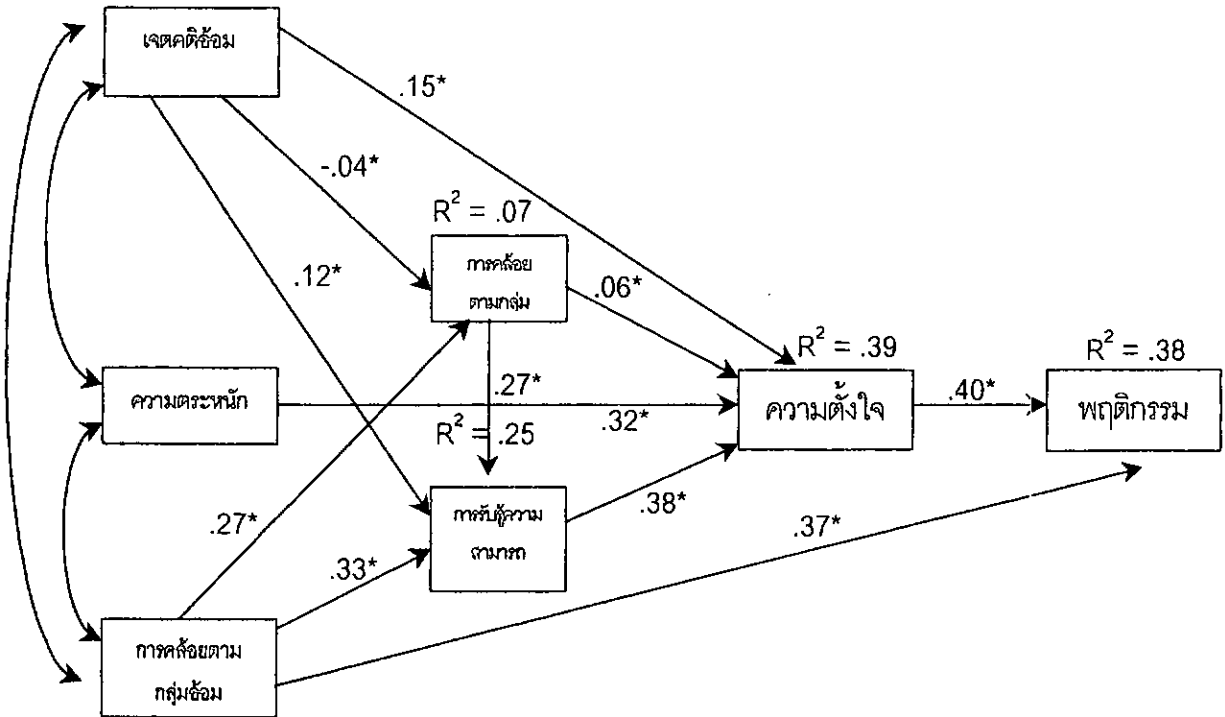 เจตคติอ้อม
.15*
-.04*
R² = .07
การคล้อย
ตามกลุ่ม
.12*
.06*
R² = .39
R² = .38
ความตระหนัก
.27*
.32*
ความตั้งใจ
.40*
พฤติกรรม
R² = .25
การรับรู้ความ
สามารถ
.38*
.27*
.33*
.37*
การคล้อยตาม
กลุ่มอ้อม